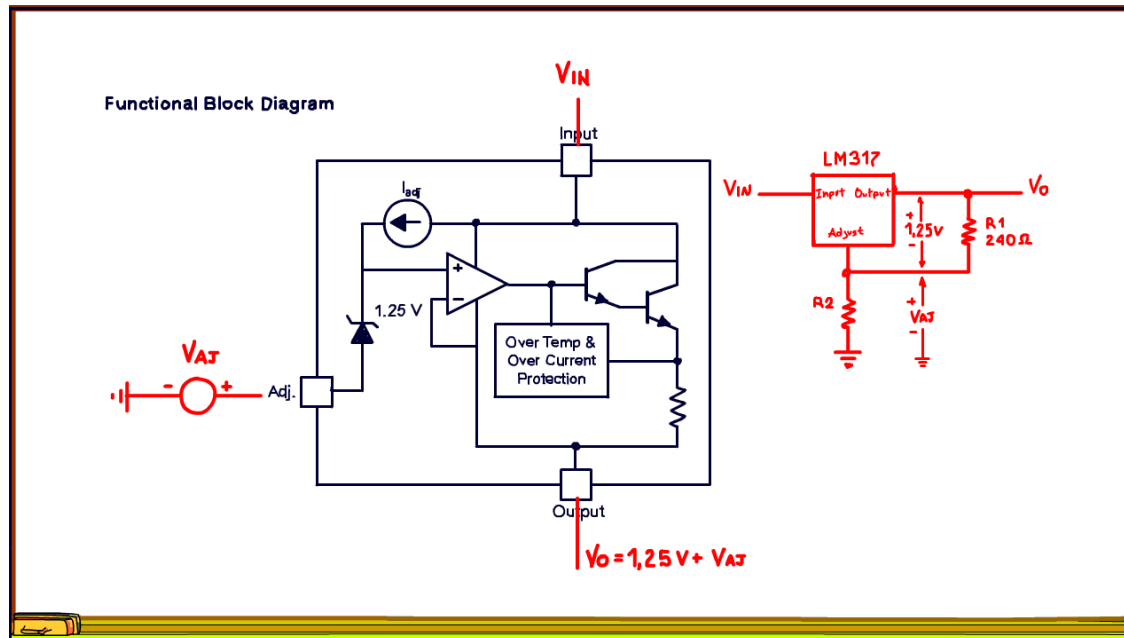 Functional Block Diagram
VIN
Input
Iadj
+
−
1.25 V
Over Temp &
Over Current
Protection
VAJ
- +
Adj.
Output
VO = 1,25 V + VAJ
LM317
VIN
Input Output
Adjust
VO
+
1,25V
-
R1
240Ω
R2
+
VAJ
-